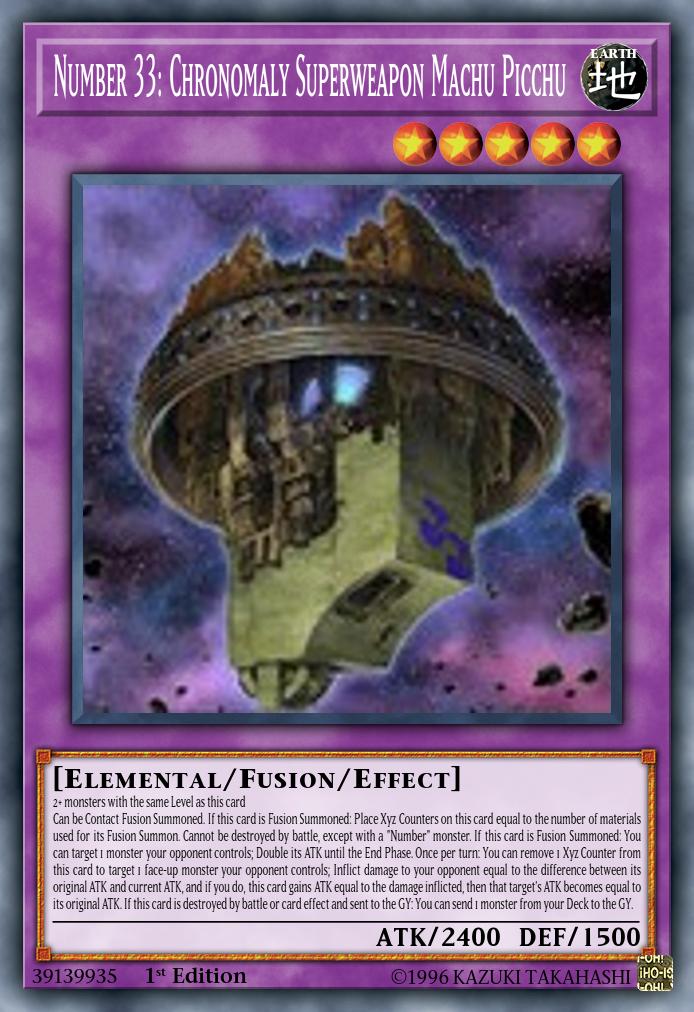 Number 33: Chronomaly Superweapon Machu Picchu
EARTH
地
33
[Elemental/Fusion/Effect]
2+ monsters with the same Level as this card
Can be Contact Fusion Summoned. If this card is Fusion Summoned: Place Xyz Counters on this card equal to the number of materials
used for its Fusion Summon. Cannot be destroyed by battle, except with a "Number" monster. If this card is Fusion Summoned: You
can target 1 monster your opponent controls; Double its ATK until the End Phase. Once per turn: You can remove 1 Xyz Counter from
this card to target 1 face-up monster your opponent controls; Inflict damage to your opponent equal to the difference between its
original ATK and current ATK, and if you do, this card gains ATK equal to the damage inflicted, then that target's ATK becomes equal to
its original ATK. If this card is destroyed by battle or card effect and sent to the GY: You can send 1 monster from your Deck to the GY.
ATK/2400 DEF/1500
39139935 1st Edition ©1996 KAZUKI TAKAHASHI